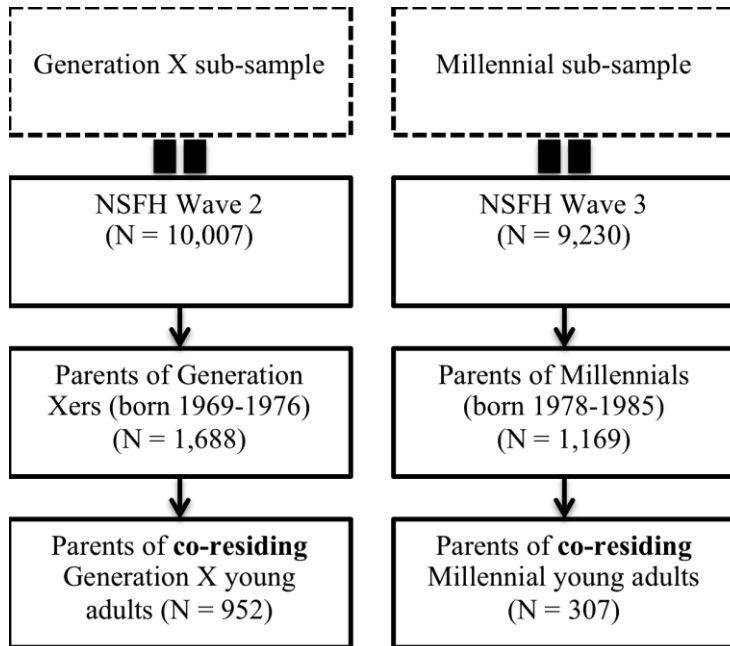 Generation X sub-sample
NSFH Wave 2
(N = 10,007)
Parents of Generation
Xers (born 1969-1976)
(N = 1,688)
Parents of co-residing
Generation X young
adults (N = 952)
Millennial sub-sample
NSFH Wave 3
(N = 9,230)
Parents of Millennials
(born 1978-1985)
(N = 1,169)
Parents of co-residing
Millennial young adults
(N = 307)